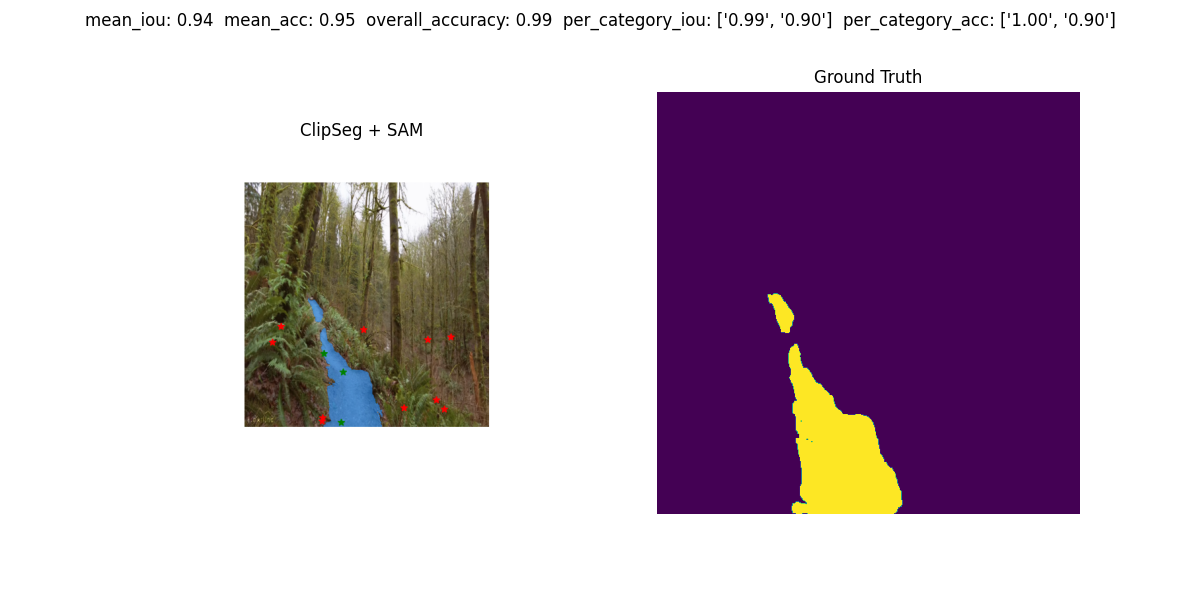 mean_iou: 0.94  mean_acc: 0.95  overall_accuracy: 0.99  per_category_iou: ['0.99', '0.90']  per_category_acc: ['1.00', '0.90']
Ground Truth
ClipSeg + SAM